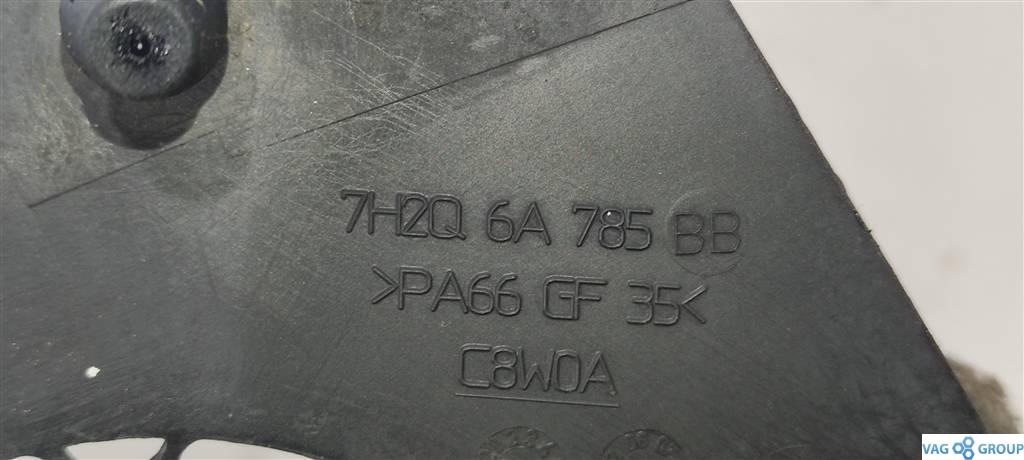 7H2Q 6A 785 BB
>PA66 GF 35<
C8W0A
VAG GROUP